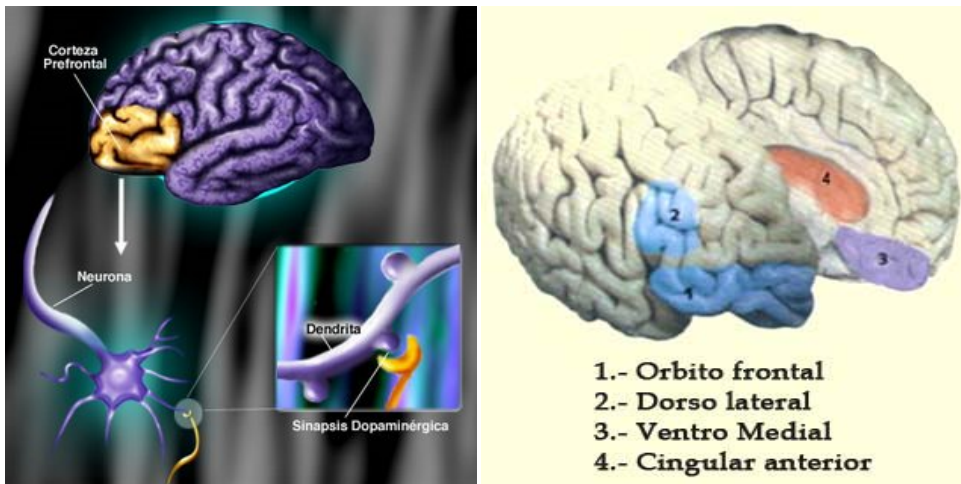 Corteza
Prefrontal
Neurona
Dendrita
Sinapsis Dopaminérgica
4
2
3
1
1.- Orbito frontal
2.- Dorso lateral
3.- Ventro Medial
4.- Cingular anterior